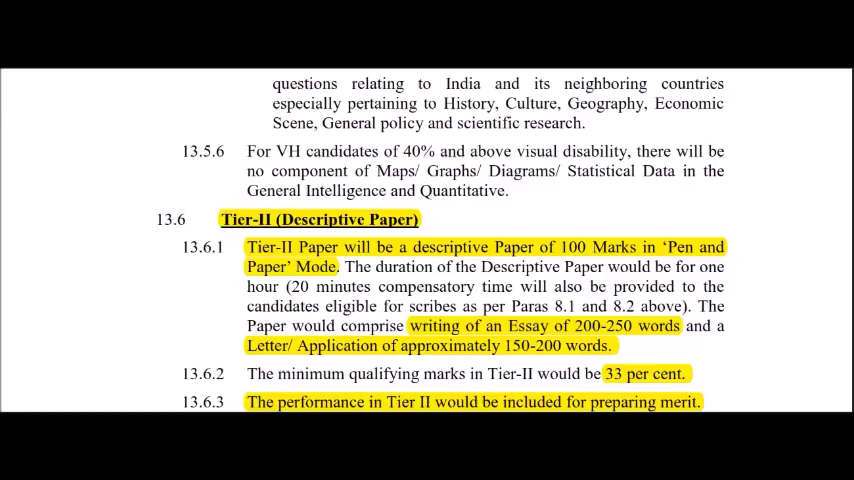 questions relating to India and its neighboring countries
especially pertaining to History, Culture, Geography, Economic
Scene, General policy and scientific research.
13.5.6 For VH candidates of 40% and above visual disability, there will be
no component of Maps/ Graphs/ Diagrams/ Statistical Data in the
General Intelligence and Quantitative.
13.6 Tier-II (Descriptive Paper)
13.6.1 Tier-II Paper will be a descriptive Paper of 100 Marks in ‘Pen and
Paper’ Mode. The duration of the Descriptive Paper would be for one
hour (20 minutes compensatory time will also be provided to the
candidates eligible for scribes as per Paras 8.1 and 8.2 above). The
Paper would comprise writing of an Essay of 200-250 words and a
Letter/ Application of approximately 150-200 words.
13.6.2 The minimum qualifying marks in Tier-II would be 33 per cent.
13.6.3 The performance in Tier II would be included for preparing merit.